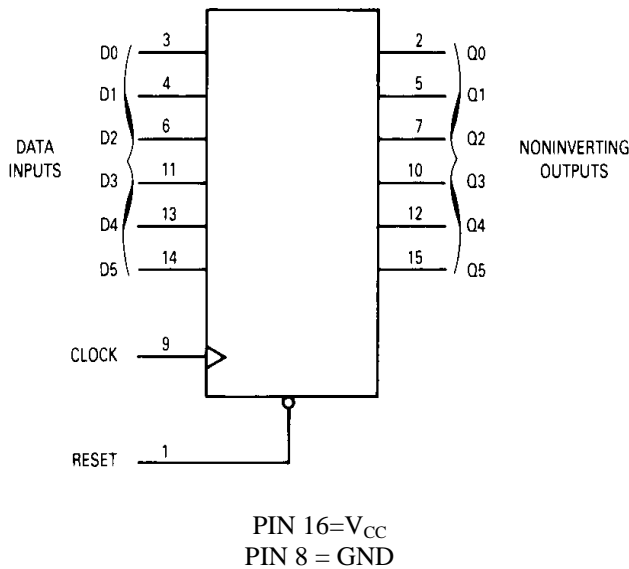 D0 3 2 Q0
D1 4 5 Q1
D2 6 7 Q2
DATA INPUTS NONINVERTING OUTPUTS
D3 11 10 Q3
D4 13 12 Q4
D5 14 15 Q5
CLOCK 9
RESET 1
PIN 16=VCC
PIN 8 = GND